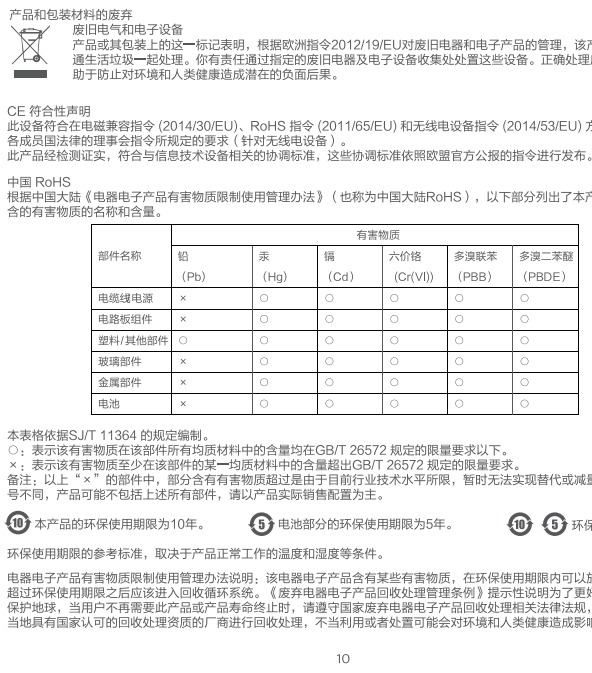 产品和包装材料的废弃
废旧电气和电子设备
产品或其包装上的这一标记表明，根据欧洲指令2012/19/EU对废旧电器和电子产品的管理，该产
通生活垃圾一起处理。你有责任通过指定的废旧电器及电子设备收集处处置这些设备。正确处理
助于防止对环境和人类健康造成潜在的负面后果。
CE 符合性声明
此设备符合在电磁兼容指令 (2014/30/EU)、RoHS 指令 (2011/65/EU) 和无线电设备指令 (2014/53/EU) 方
各成员国法律的理事会指令所规定的要求（针对无线电设备）。
此产品经检测证实，符合与信息技术设备相关的协调标准，这些协调标准依照欧盟官方公报的指令进行发布。
中国 RoHS
根据中国大陆《电器电子产品有害物质限制使用管理办法》（也称为中国大陆RoHS），以下部分列出了本产
含的有害物质的名称和含量。
有害物质
部件名称 铅 汞 镉 六价铬 多溴联苯 多溴二苯醚
（Pb） （Hg） （Cd） (Cr(VI)) （PBB） （PBDE）
电缆线电源 × ○ ○ ○ ○ ○
电路板组件 × ○ ○ ○ ○ ○
塑料/其他部件 ○ ○ ○ ○ ○ ○
玻璃部件 × ○ ○ ○ ○ ○
金属部件 × ○ ○ ○ ○ ○
电池 × ○ ○ ○ ○ ○
本表格依据SJ/T 11364 的规定编制。
○：表示该有害物质在该部件所有均质材料中的含量均在GB/T 26572 规定的限量要求以下。
×：表示该有害物质至少在该部件的某一均质材料中的含量超出GB/T 26572 规定的限量要求。
备注：以上“×”的部件中，部分含有有害物质超过是由于目前行业技术水平所限，暂时无法实现替代或减量
号不同，产品可能不包括上述所有部件，请以产品实际销售配置为主。
10 本产品的环保使用期限为10年。 5 电池部分的环保使用期限为5年。 10 5 环保
环保使用期限的参考标准，取决于产品正常工作的温度和湿度等条件。
电器电子产品有害物质限制使用管理办法说明：该电器电子产品含有某些有害物质，在环保使用期限内可以放
超过环保使用期限之后应该进入回收循环系统。《废弃电器电子产品回收处理管理条例》提示性说明为了更好
保护地球，当用户不再需要此产品或产品寿命终止时，请遵守国家废弃电器电子产品回收处理相关法律法规，
当地具有国家认可的回收处理资质的厂商进行回收处理，不当利用或者处置可能会对环境和人类健康造成影响
10